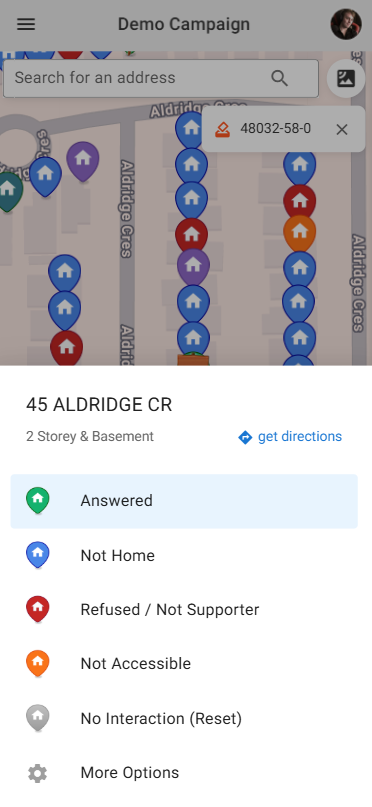 Demo Campaign
Search for an address
Aldridge Cres
48032-58-0
Aldridge Cres
Aldridge Cres
45 ALDRIDGE CR
2 Storey & Basement
get directions
Answered
Not Home
Refused / Not Supporter
Not Accessible
No Interaction (Reset)
More Options